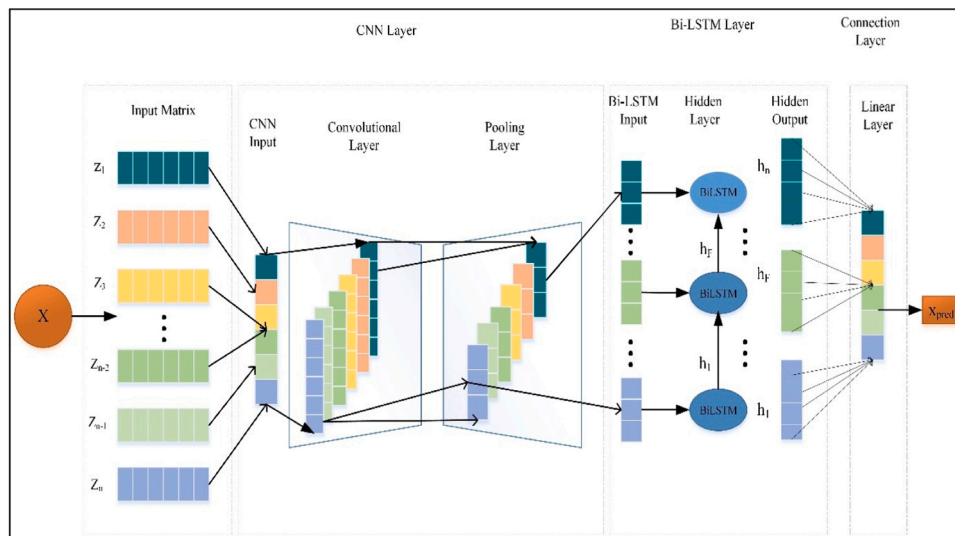 CNN Layer
Bi-LSTM Layer
Connection
Layer
Input Matrix
CNN
Input
Convolutional
Layer
Pooling
Layer
Bi-LSTM
Input
Hidden
Layer
Hidden
Output
Linear
Layer
Z1
Z-2
Z-3
Zn-2
Zn-1
Zn
X
BiLSTM
hF
BiLSTM
h1
BiLSTM
hn
hF
h1
Xpred